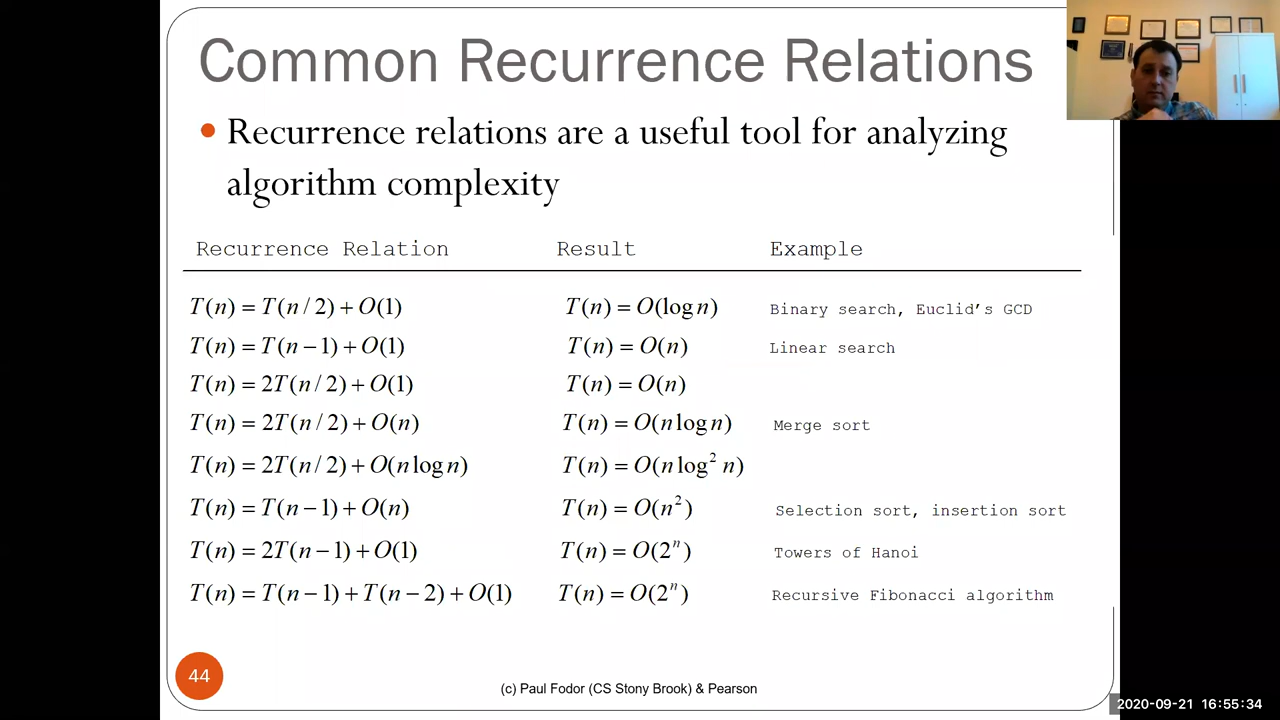 Common Recurrence Relations
• Recurrence relations are a useful tool for analyzing
algorithm complexity
Recurrence Relation Result Example
T(n) = T(n/2) + O(1) T(n) = O(log n) Binary search, Euclid's GCD
T(n) = T(n−1) + O(1) T(n) = O(n) Linear search
T(n) = 2T(n/2) + O(1) T(n) = O(n)
T(n) = 2T(n/2) + O(n) T(n) = O(n log n) Merge sort
T(n) = 2T(n/2) + O(n log n) T(n) = O(n log² n)
T(n) = T(n−1) + O(n) T(n) = O(n²) Selection sort, insertion sort
T(n) = 2T(n−1) + O(1) T(n) = O(2ⁿ) Towers of Hanoi
T(n) = T(n−1) + T(n−2) + O(1) T(n) = O(2ⁿ) Recursive Fibonacci algorithm
44
(c) Paul Fodor (CS Stony Brook) & Pearson
2020-09-21 16:55:34